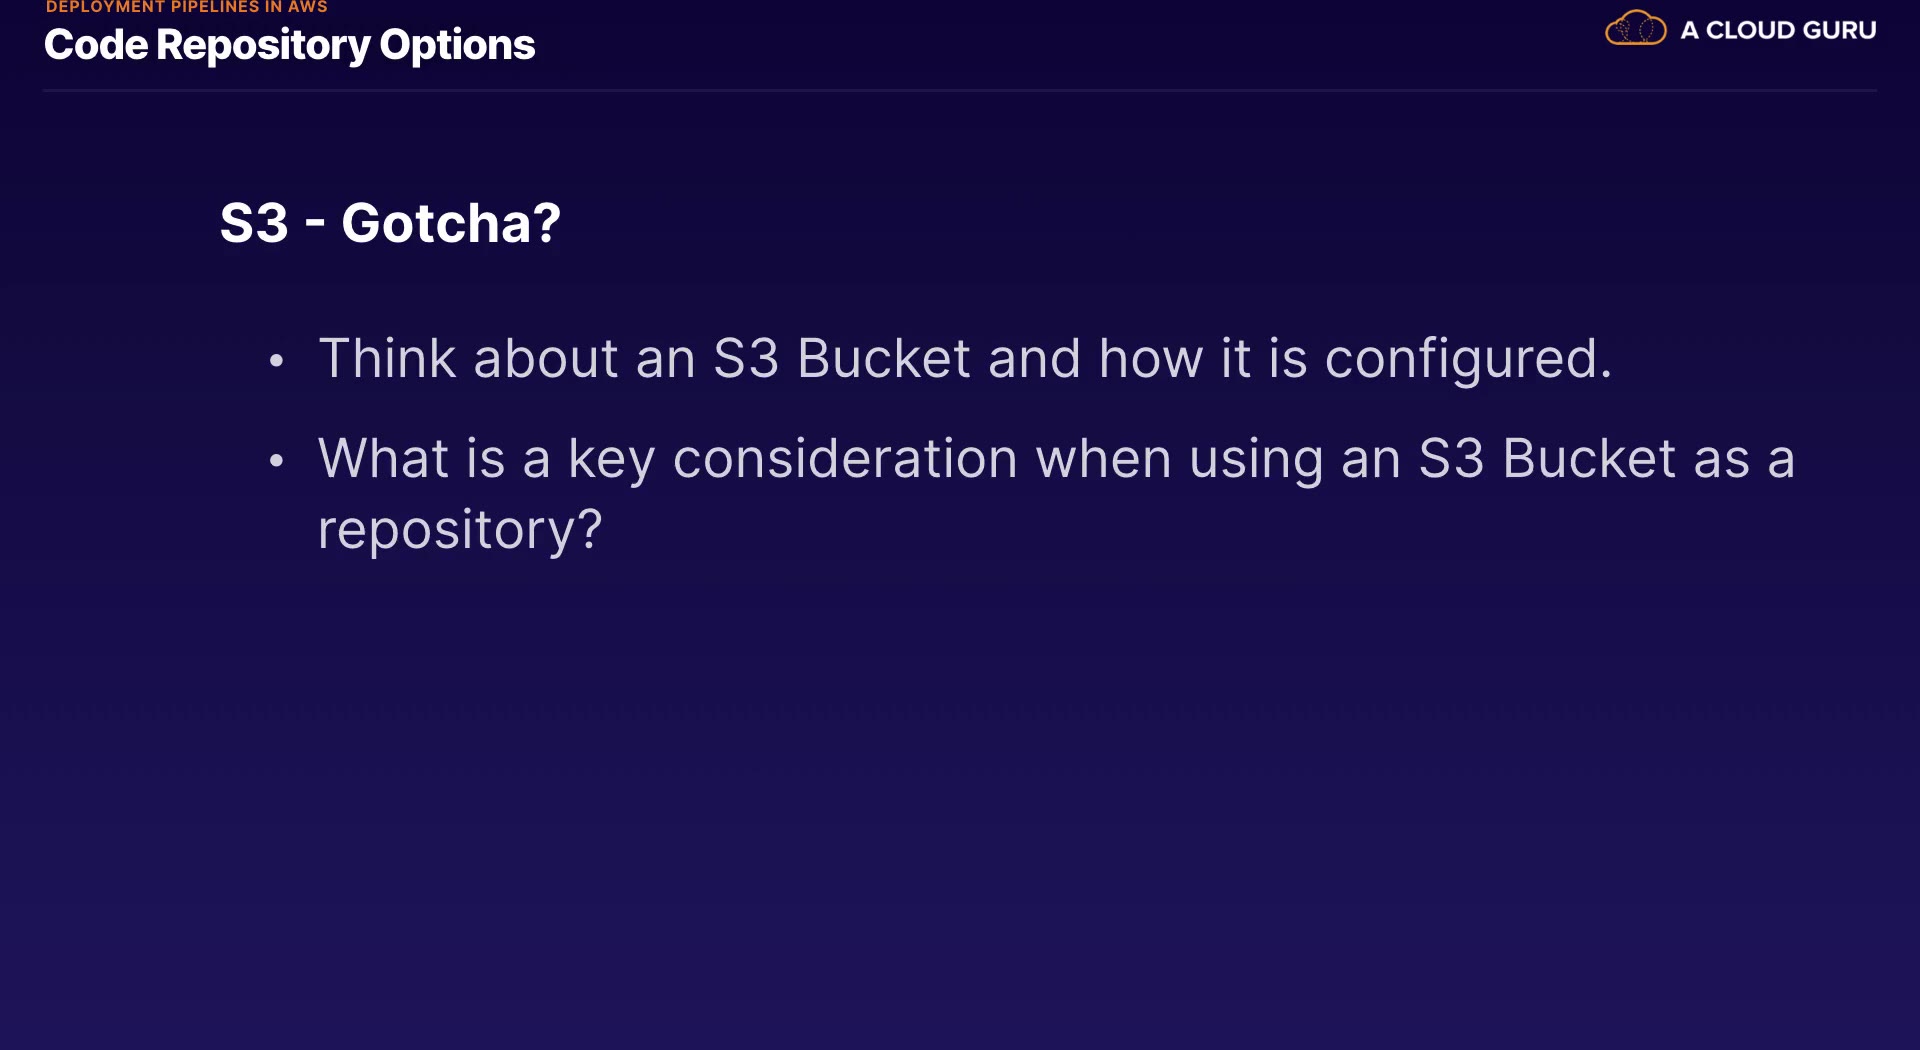 DEPLOYMENT PIPELINES IN AWS
Code Repository Options
A CLOUD GURU
S3 - Gotcha?
• Think about an S3 Bucket and how it is configured.
• What is a key consideration when using an S3 Bucket as a
repository?